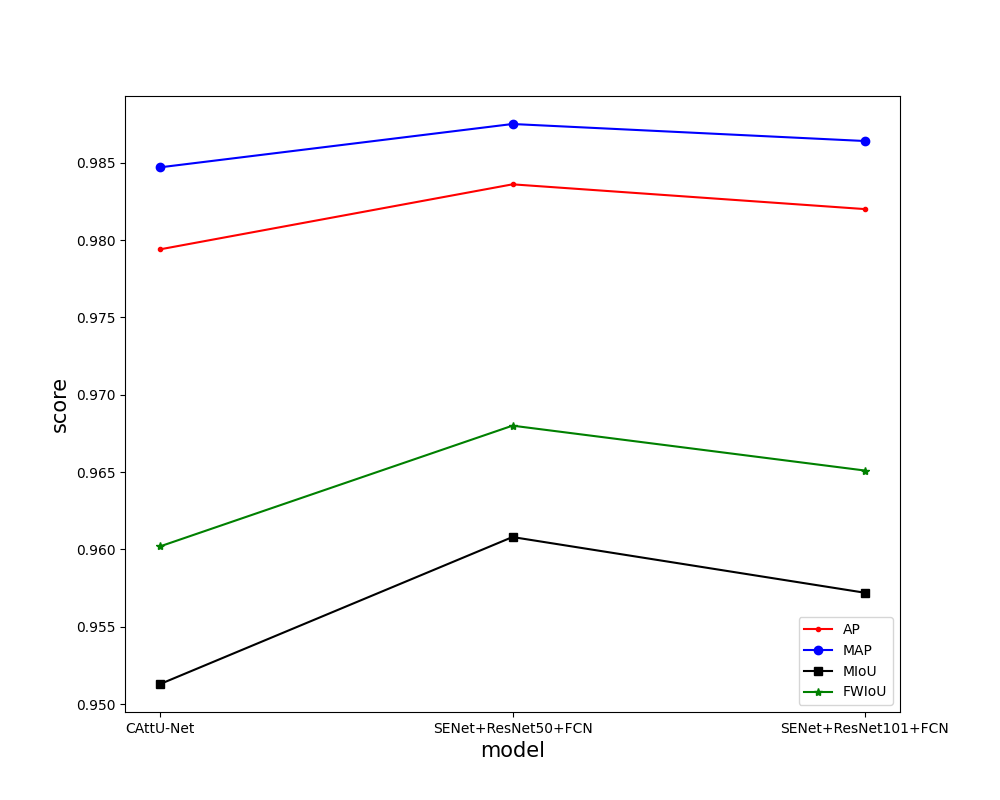 0.985
0.980
0.975
0.970
0.965
0.960
0.955
0.950
score
CAttU-Net
SENet+ResNet50+FCN
SENet+ResNet101+FCN
model
AP
MAP
MIoU
FWIoU